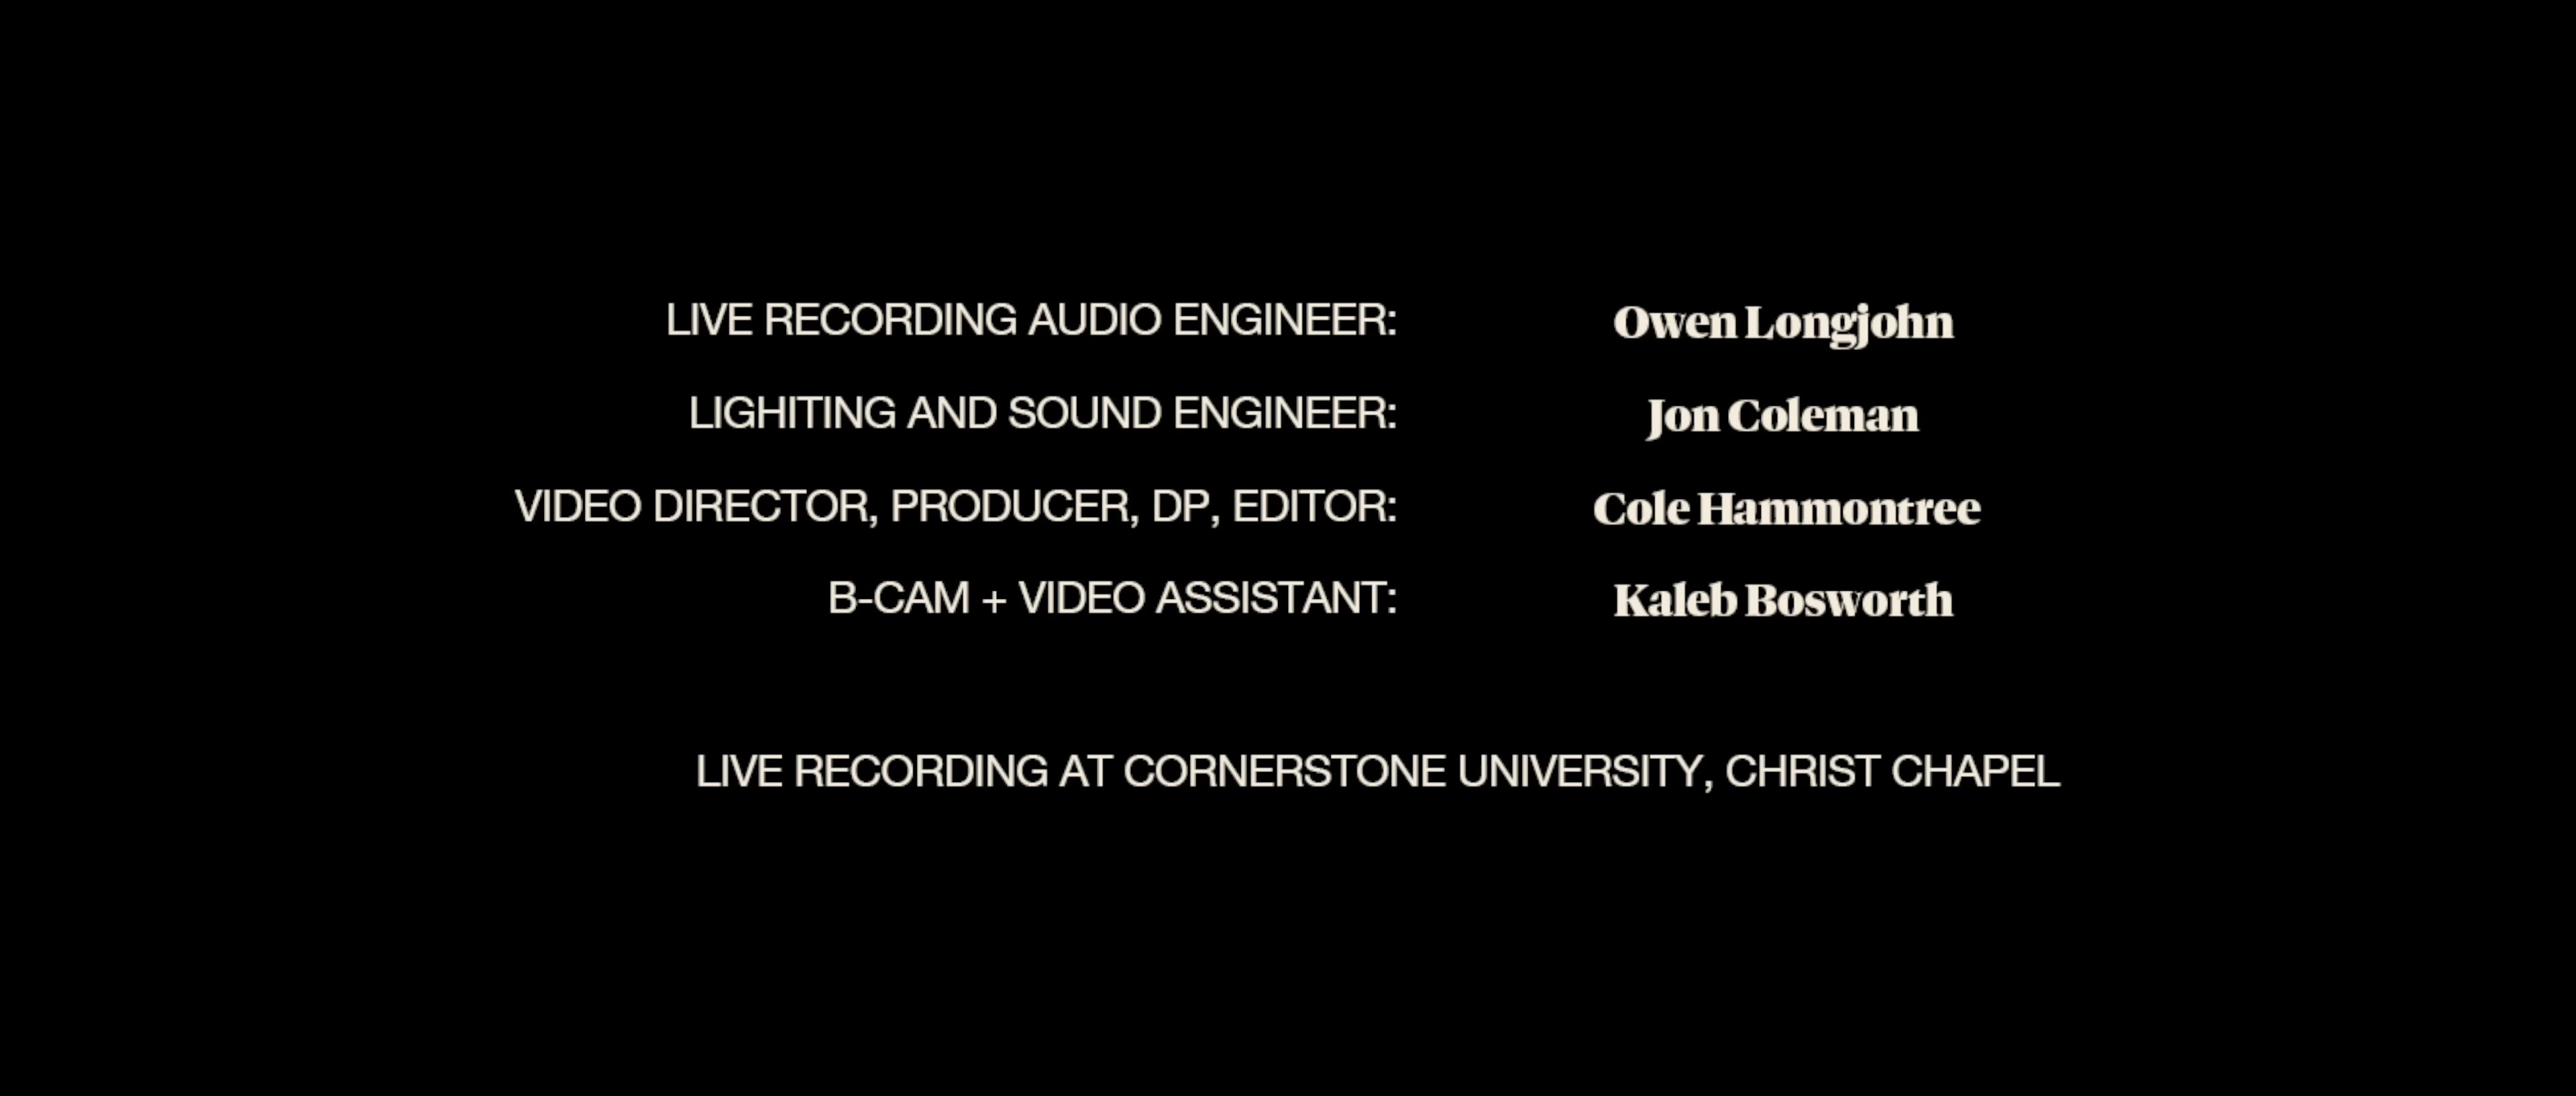 LIVE RECORDING AUDIO ENGINEER: Owen Longjohn
LIGHITING AND SOUND ENGINEER: Jon Coleman
VIDEO DIRECTOR, PRODUCER, DP, EDITOR: Cole Hammontree
B-CAM + VIDEO ASSISTANT: Kaleb Bosworth
LIVE RECORDING AT CORNERSTONE UNIVERSITY, CHRIST CHAPEL